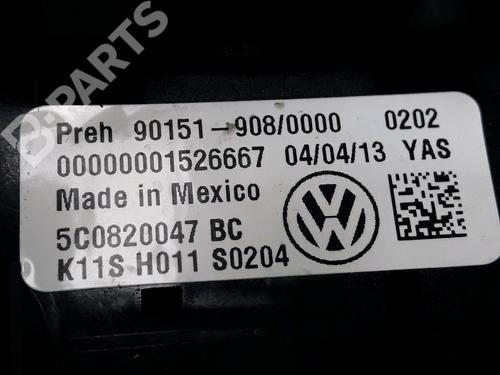 B-PARTS
Preh 90151-908/0000 0202
00000001526667 04/04/13 YAS
Made in Mexico
5C0820047 BC
K11S H011 S0204